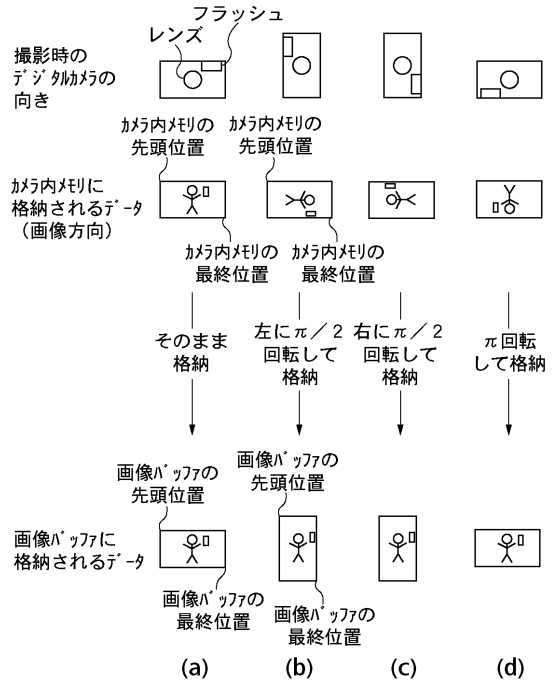 フラッシュ
レンズ
撮影時の
ﾃﾞｼﾞﾀﾙｶﾒﾗの
向き
ｶﾒﾗ内ﾒﾓﾘの
先頭位置
ｶﾒﾗ内ﾒﾓﾘの
先頭位置
ｶﾒﾗ内ﾒﾓﾘに
格納されるﾃﾞｰﾀ
(画像方向)
ｶﾒﾗ内ﾒﾓﾘの
最終位置
ｶﾒﾗ内ﾒﾓﾘの
最終位置
そのまま
格納
左にπ／2
回転して
格納
右にπ／2
回転して
格納
π回転
して格納
画像ﾊﾞｯﾌｧの
先頭位置
画像ﾊﾞｯﾌｧの
先頭位置
画像ﾊﾞｯﾌｧに
格納されるﾃﾞｰﾀ
画像ﾊﾞｯﾌｧの
最終位置
画像ﾊﾞｯﾌｧの
最終位置
(a) (b) (c) (d)